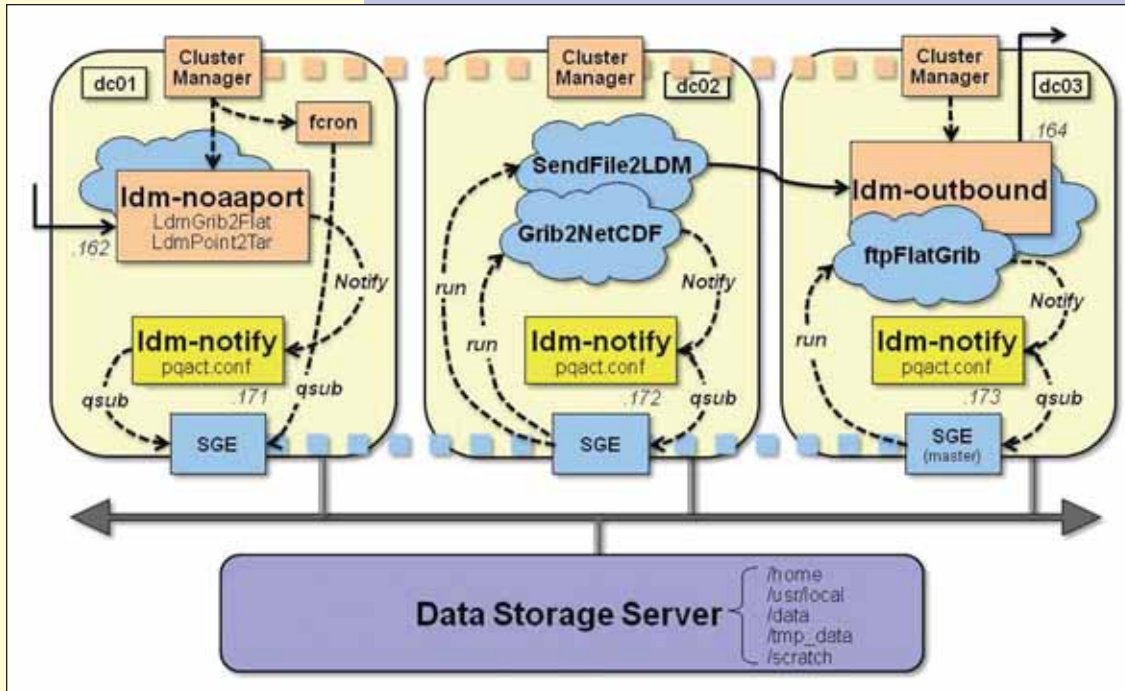 Cluster
Manager
dc01
fcron
ldm-noaaport
LdmGrib2Flat
LdmPoint2Tar
.162
Notify
ldm-notify
pqact.conf
.171
qsub
qsub
SGE
Cluster
Manager
dc02
SendFile2LDM
Grib2NetCDF
run
run
Notify
ldm-notify
pqact.conf
.172
qsub
SGE
Cluster
Manager
dc03
.164
ldm-outbound
ftpFlatGrib
run
Notify
ldm-notify
pqact.conf
.173
qsub
SGE
(master)
Data Storage Server
/home
/usr/local
/data
/tmp_data
/scratch